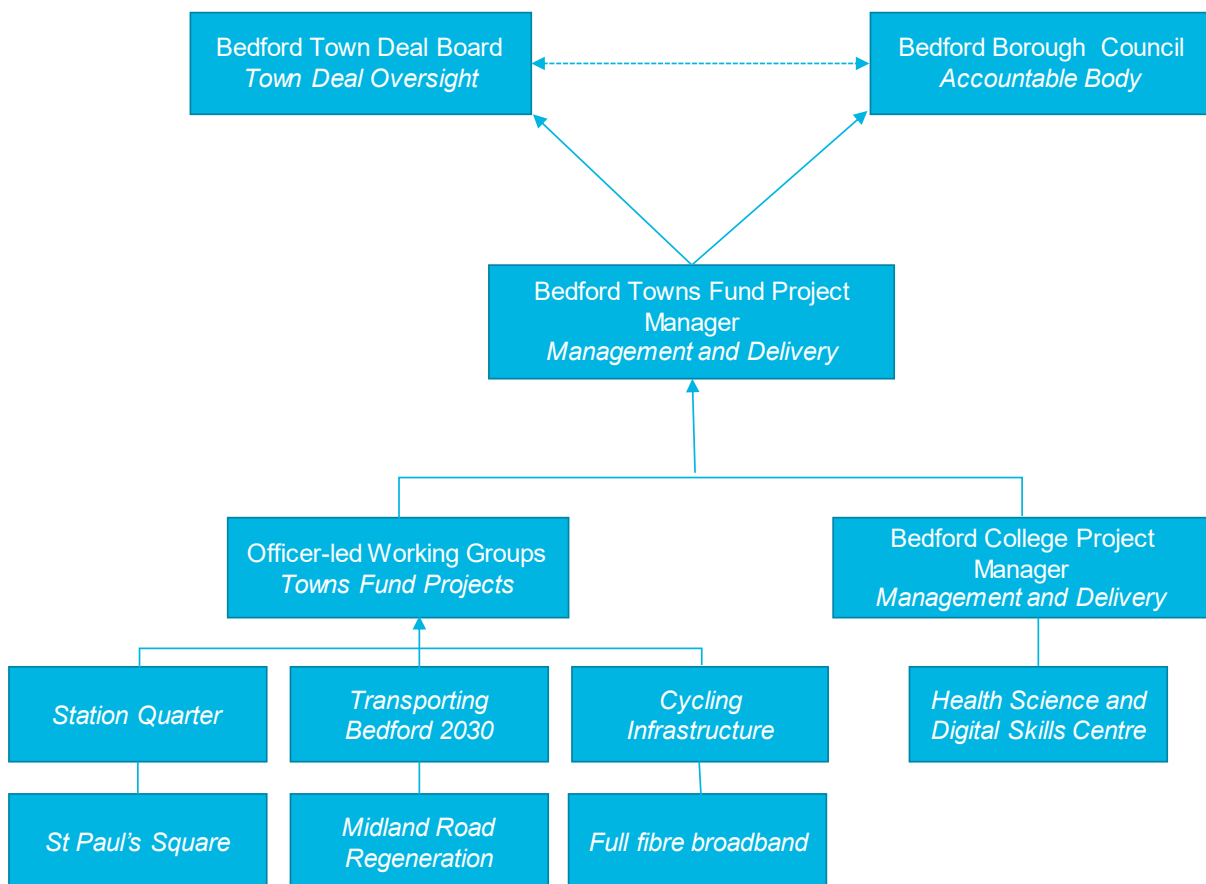 Bedford Town Deal Board
Town Deal Oversight
Bedford Borough Council
Accountable Body
Bedford Towns Fund Project
Manager
Management and Delivery
Officer-led Working Groups
Towns Fund Projects
Bedford College Project
Manager
Management and Delivery
Station Quarter
Transporting
Bedford 2030
Cycling
Infrastructure
Health Science and
Digital Skills Centre
St Paul’s Square
Midland Road
Regeneration
Full fibre broadband